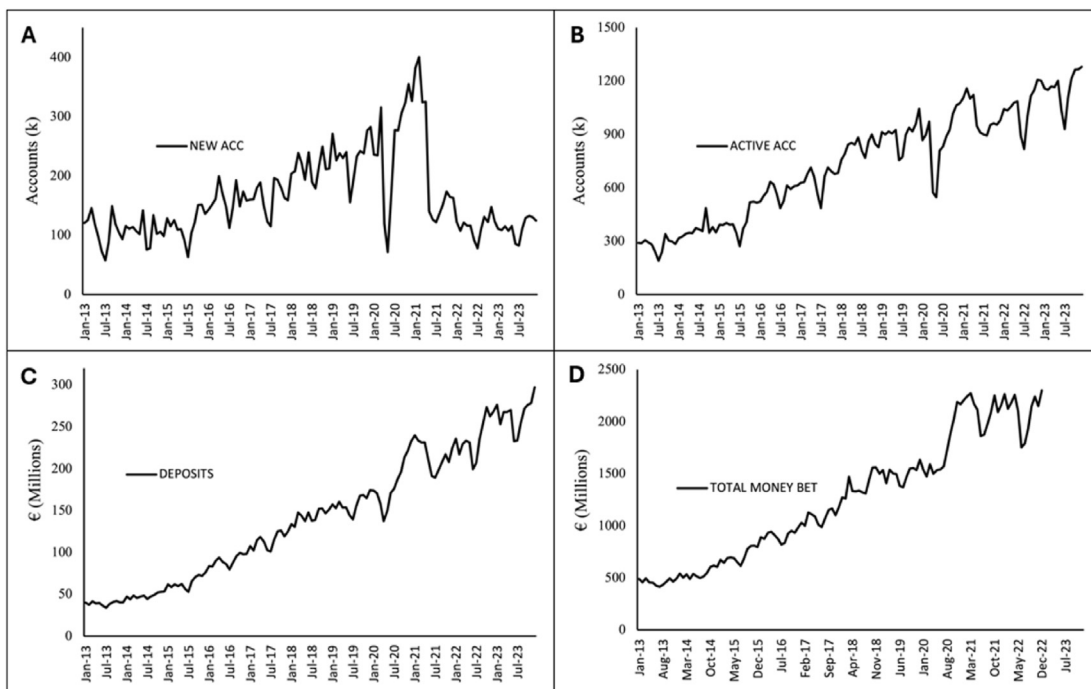 A
Accounts (k)
400
300
200
100
0
NEW ACC
Jan-13
Jul-13
Jan-14
Jul-14
Jan-15
Jul-15
Jan-16
Jul-16
Jan-17
Jul-17
Jan-18
Jul-18
Jan-19
Jul-19
Jan-20
Jul-20
Jan-21
Jul-21
Jan-22
Jul-22
Jan-23
Jul-23
B
Accounts (k)
1500
1200
900
600
300
0
ACTIVE ACC
Jan-13
Jul-13
Jan-14
Jul-14
Jan-15
Jul-15
Jan-16
Jul-16
Jan-17
Jul-17
Jan-18
Jul-18
Jan-19
Jul-19
Jan-20
Jul-20
Jan-21
Jul-21
Jan-22
Jul-22
Jan-23
Jul-23
C
€ (Millions)
300
250
200
150
100
50
0
DEPOSITS
Jan-13
Jul-13
Jan-14
Jul-14
Jan-15
Jul-15
Jan-16
Jul-16
Jan-17
Jul-17
Jan-18
Jul-18
Jan-19
Jul-19
Jan-20
Jul-20
Jan-21
Jul-21
Jan-22
Jul-22
Jan-23
Jul-23
D
€ (Millions)
2500
2000
1500
1000
500
0
TOTAL MONEY BET
Jan-13
Aug-13
Mar-14
Oct-14
May-15
Dec-15
Jul-16
Feb-17
Sep-17
Apr-18
Nov-18
Jun-19
Jan-20
Aug-20
Mar-21
Oct-21
May-22
Dec-22
Jul-23